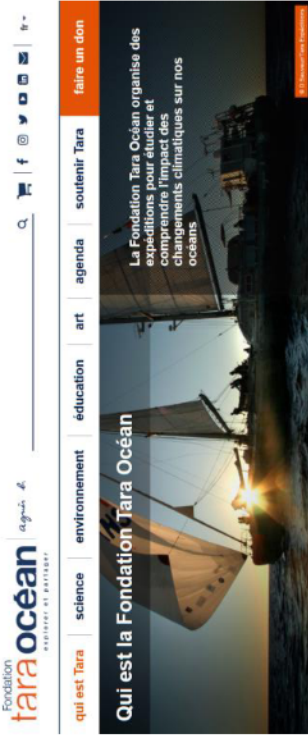 Fondation
tara océan
explorer et partager
agnès b.
fr
qui est Tara
science
environnement
éducation
art
agenda
soutenir Tara
faire un don
Qui est la Fondation Tara Océan
La Fondation Tara Océan organise des
expéditions pour étudier et
comprendre l'impact des
changements climatiques sur nos
océans